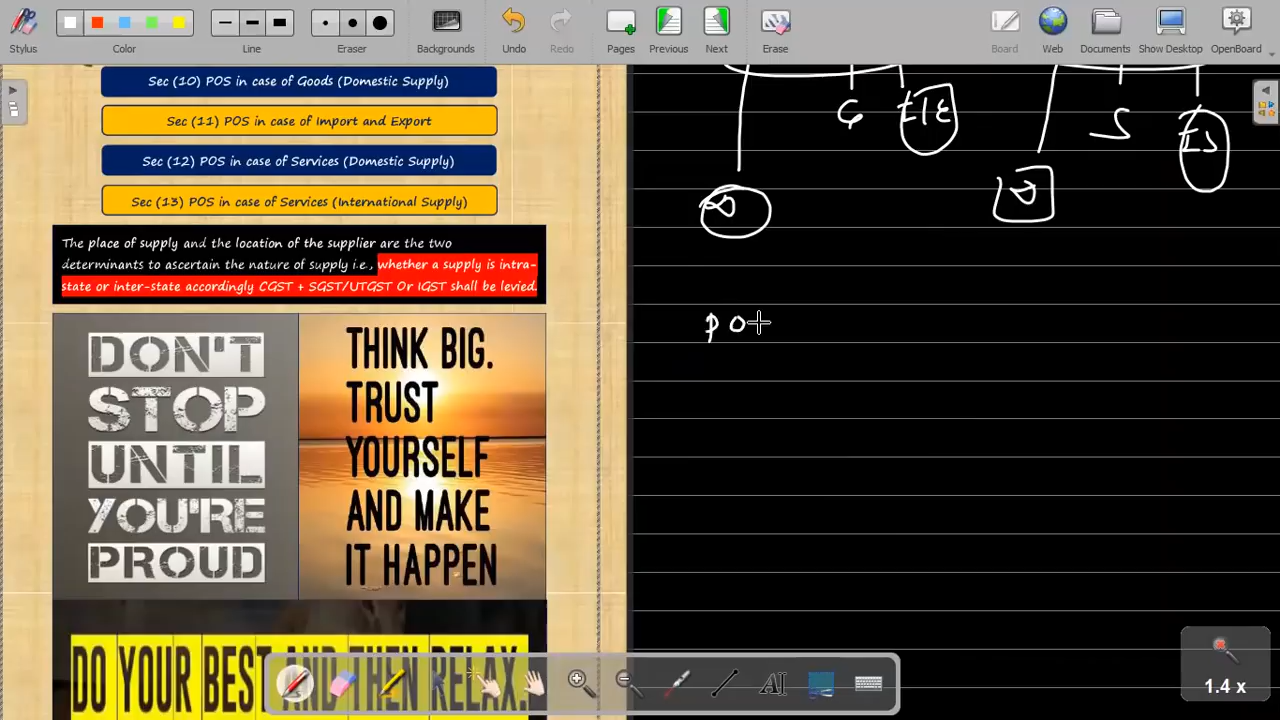 Stylus
Color
Line
Eraser
Backgrounds
Undo
Redo
Pages
Previous
Next
Erase
Board
Web
Documents
Show Desktop
OpenBoard
Sec (10) POS in case of Goods (Domestic Supply)
Sec (11) POS in case of Import and Export
Sec (12) POS in case of Services (Domestic Supply)
Sec (13) POS in case of Services (International Supply)
The place of supply and the location of the supplier are the two
determinants to ascertain the nature of supply i.e., whether a supply is intra-
state or inter-state accordingly CGST + SGST/UTGST Or IGST shall be levied.
DON'T
STOP
UNTIL
YOU'RE
PROUD
THINK BIG.
TRUST
YOURSELF
AND MAKE
IT HAPPEN
DO YOUR BEST AND THEN RELAX.
G
E
S
PO
1.4 x